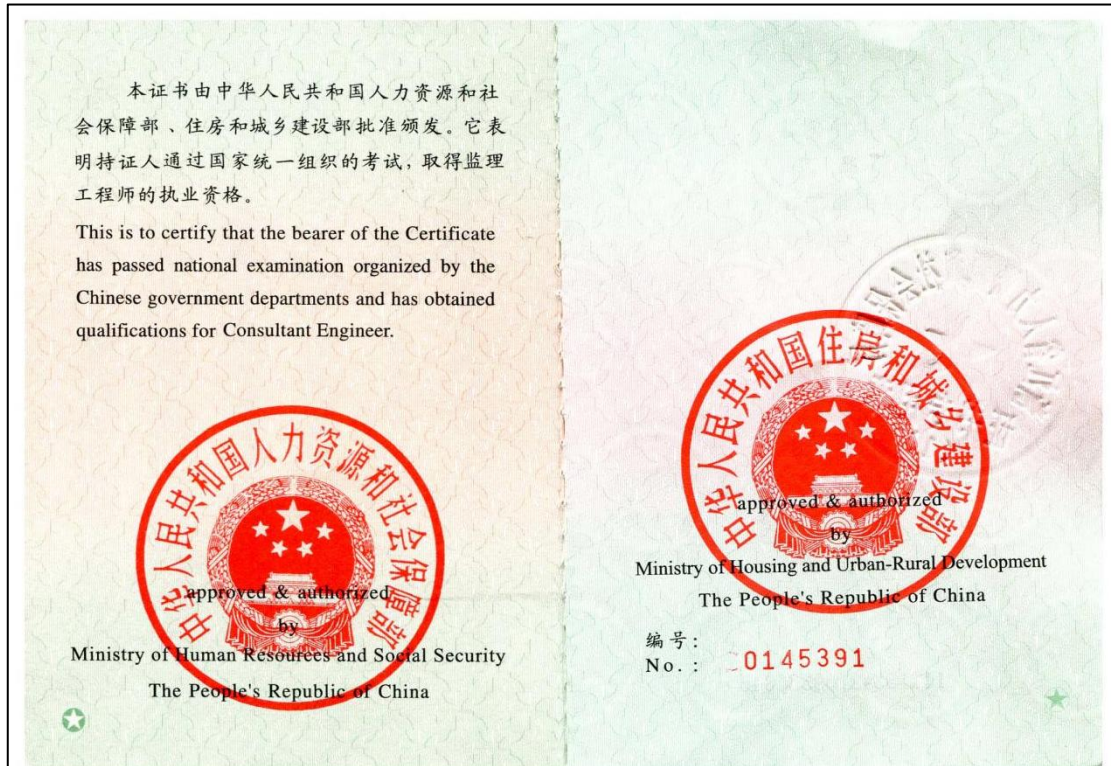 本证书由中华人民共和国人力资源和社
会保障部、住房和城乡建设部批准颁发。它表
明持证人通过国家统一组织的考试，取得监理
工程师的执业资格。
This is to certify that the bearer of the Certificate
has passed national examination organized by the
Chinese government departments and has obtained
qualifications for Consultant Engineer.
中华人民共和国人力资源和社会保障部
approved & authorized
by
Ministry of Human Resources and Social Security
The People's Republic of China
中华人民共和国住房和城乡建设部
approved & authorized
by
Ministry of Housing and Urban-Rural Development
The People's Republic of China
编号：
No.： 0145391